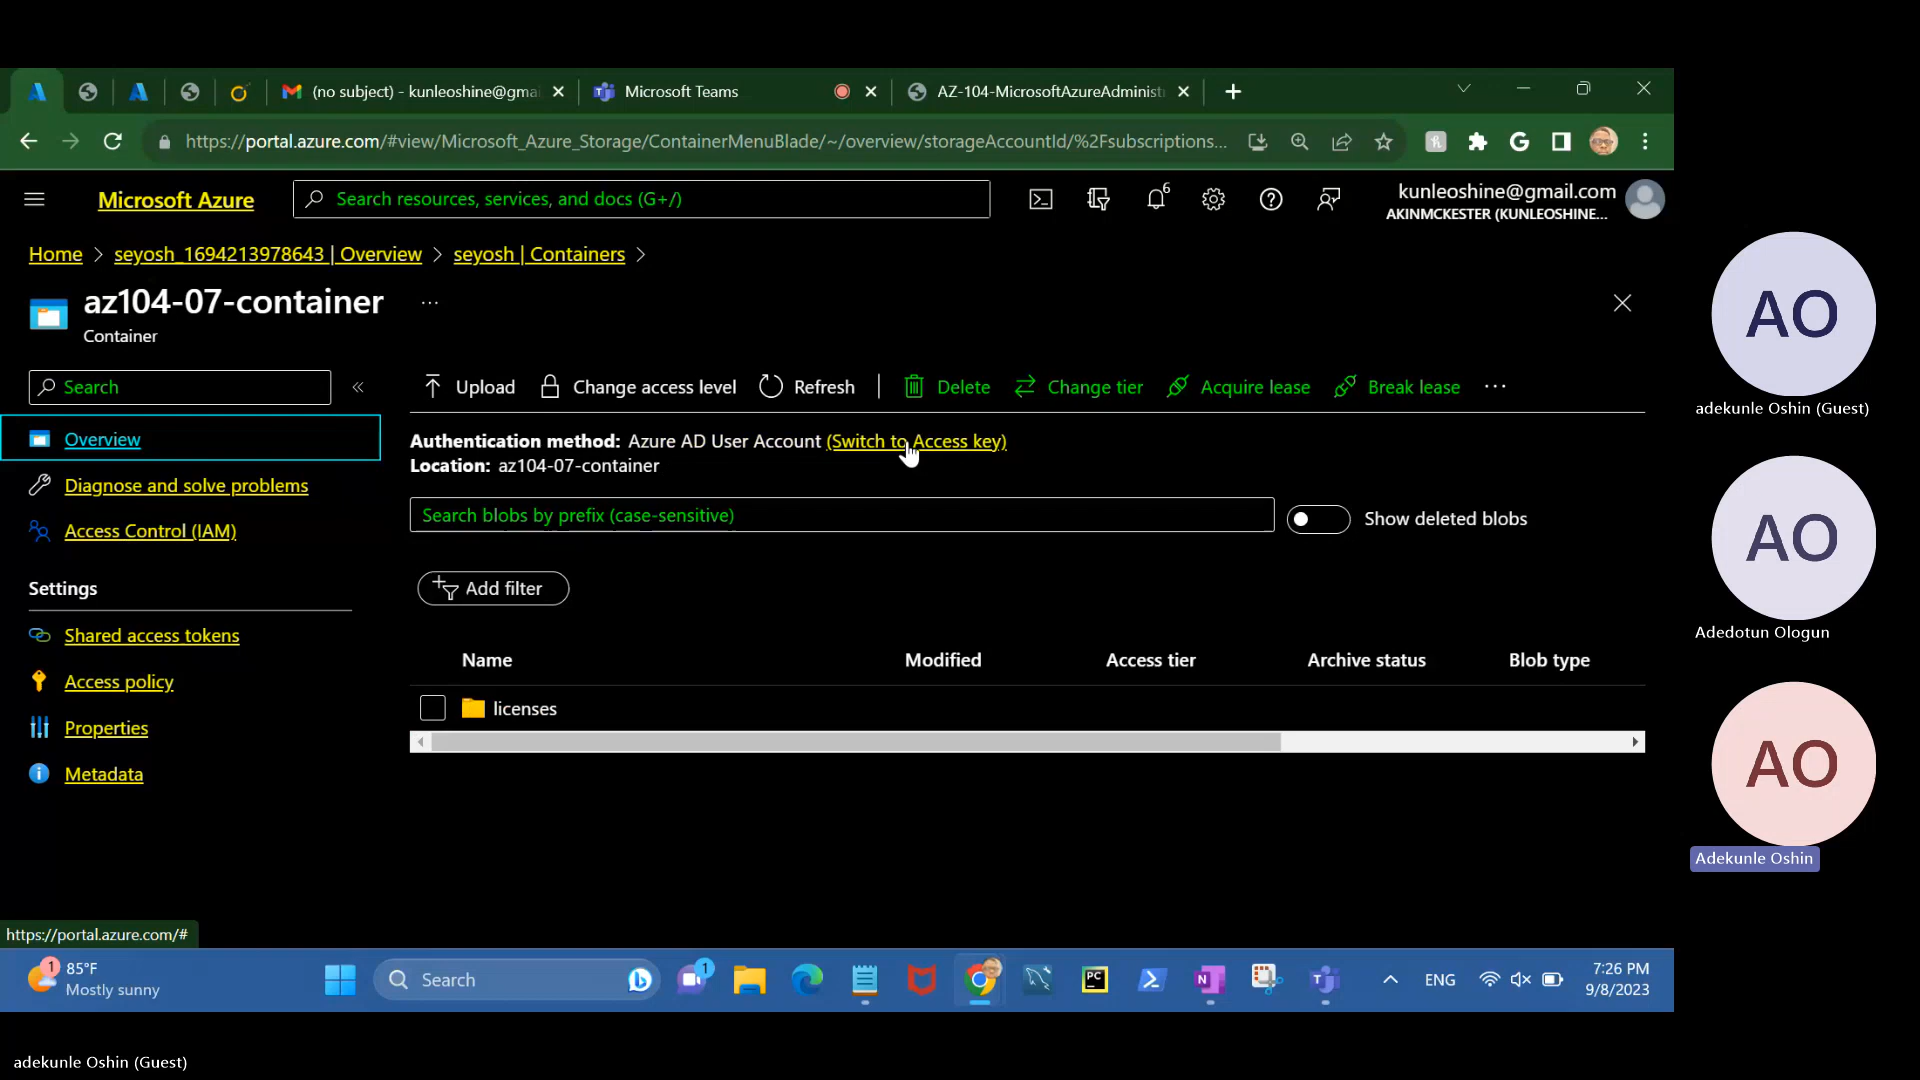 (no subject) - kunleoshine@gmai
Microsoft Teams
AZ-104-MicrosoftAzureAdministr
https://portal.azure.com/#view/Microsoft_Azure_Storage/ContainerMenuBlade/~/overview/storageAccountId/%2Fsubscriptions...
Microsoft Azure
Search resources, services, and docs (G+/)
6
kunleoshine@gmail.com
AKINMCKESTER (KUNLEOSHINE...
Home > seyosh_1694213978643 | Overview > seyosh | Containers >
az104-07-container ...
Container
Search
Upload Change access level Refresh Delete Change tier Acquire lease Break lease ...
Overview
Diagnose and solve problems
Access Control (IAM)
Settings
Shared access tokens
Access policy
Properties
Metadata
Authentication method: Azure AD User Account (Switch to Access key)
Location: az104-07-container
Search blobs by prefix (case-sensitive)
Show deleted blobs
Add filter
Name Modified Access tier Archive status Blob type
licenses
AO
adekunle Oshin (Guest)
AO
Adedotun Ologun
AO
Adekunle Oshin
https://portal.azure.com/#
1
85°F
Mostly sunny
Search
1
PC
N
ENG
7:26 PM
9/8/2023
adekunle Oshin (Guest)